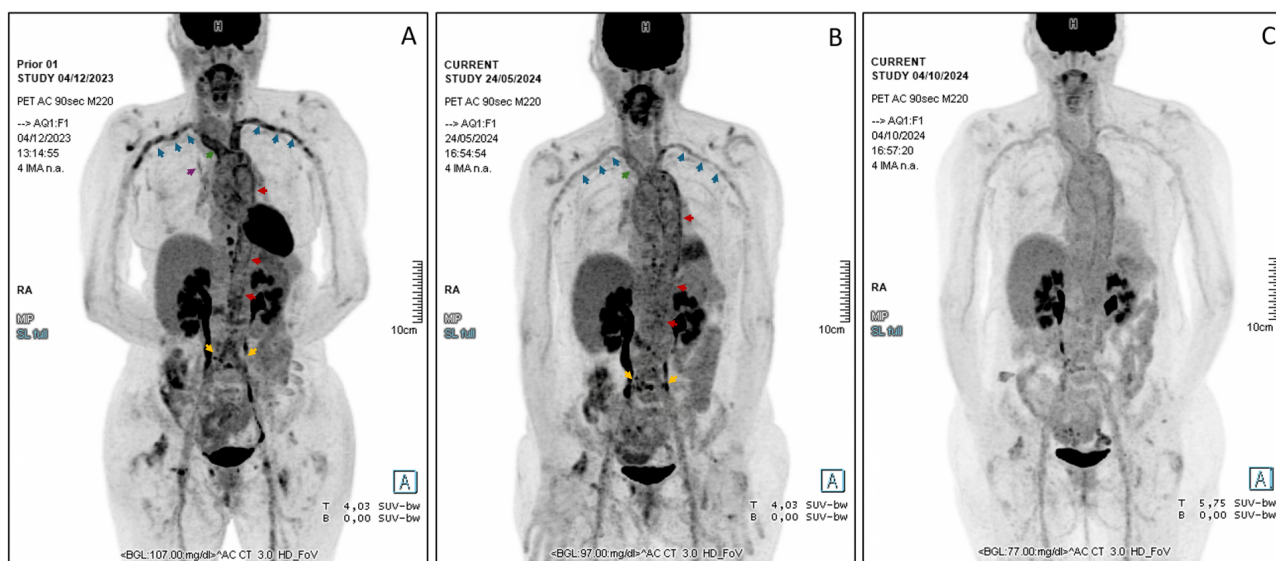 A
H
Prior 01
STUDY 04/12/2023
PET AC 90sec M220
--> AQ1:F1
04/12/2023
13:14:55
4 IMA n.a.
RA
MP
SL full
10cm
A
T 4,03 SUV-bw
B 0,00 SUV-bw
<BGL:107.00:mg/dl>^AC CT 3.0 HD_FoV
B
H
CURRENT
STUDY 24/05/2024
PET AC 90sec M220
--> AQ1:F1
24/05/2024
16:54:54
4 IMA n.a.
RA
MP
SL full
10cm
A
T 4,03 SUV-bw
B 0,00 SUV-bw
<BGL:97.00:mg/dl>^AC CT 3.0 HD_FoV
C
H
CURRENT
STUDY 04/10/2024
PET AC 90sec M220
--> AQ1:F1
04/10/2024
16:57:20
4 IMA n.a.
RA
MP
SL full
10cm
A
T 5,75 SUV-bw
B 0,00 SUV-bw
<BGL:77.00:mg/dl>^AC CT 3.0 HD_FoV